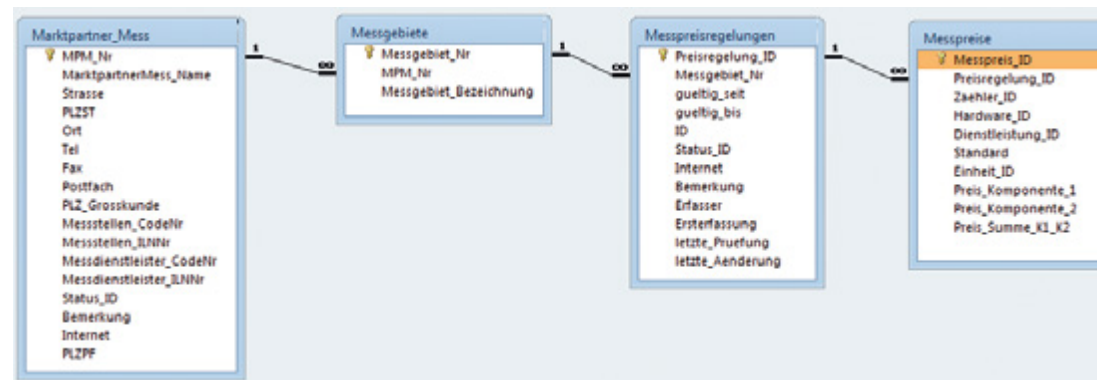 Marktpartner_Mess
MPM_Nr
MarktpartnerMess_Name
Strasse
PLZST
Ort
Tel
Fax
Postfach
PLZ_Grosskunde
Messstellen_CodeNr
Messstellen_ILNNr
Messdienstleister_CodeNr
Messdienstleister_ILNNr
Status_ID
Bemerkung
Internet
PLZPF
1
∞
Messgebiete
Messgebiet_Nr
MPM_Nr
Messgebiet_Bezeichnung
1
∞
Messpreisregelungen
Preisregelung_ID
Messgebiet_Nr
gueltig_seit
gueltig_bis
ID
Status_ID
Internet
Bemerkung
Erfasser
Ersterfassung
letzte_Pruefung
letzte_Aenderung
1
∞
Messpreise
Messpreis_ID
Preisregelung_ID
Zaehler_ID
Hardware_ID
Dienstleistung_ID
Standard
Einheit_ID
Preis_Komponente_1
Preis_Komponente_2
Preis_Summe_K1_K2